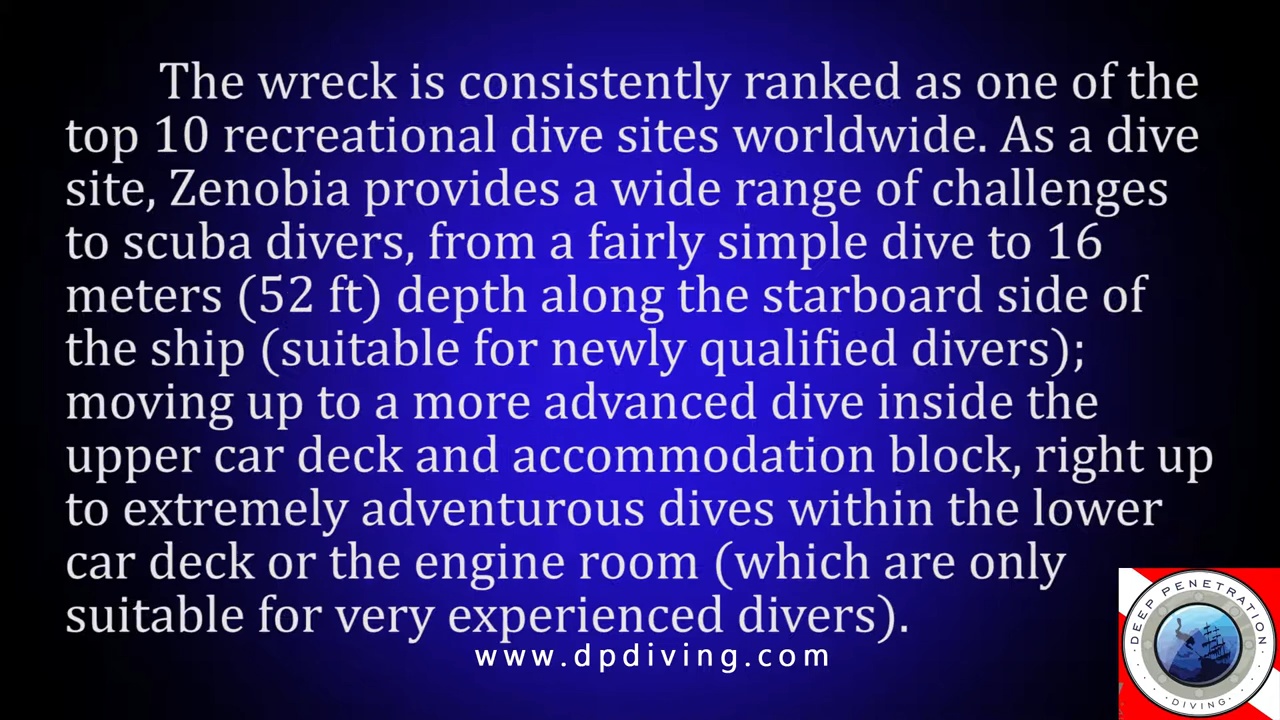 The wreck is consistently ranked as one of the
top 10 recreational dive sites worldwide. As a dive
site, Zenobia provides a wide range of challenges
to scuba divers, from a fairly simple dive to 16
meters (52 ft) depth along the starboard side of
the ship (suitable for newly qualified divers);
moving up to a more advanced dive inside the
upper car deck and accommodation block, right up
to extremely adventurous dives within the lower
car deck or the engine room (which are only
suitable for very experienced divers).
www.dpdiving.com
DEEP PENETRATION
DIVING